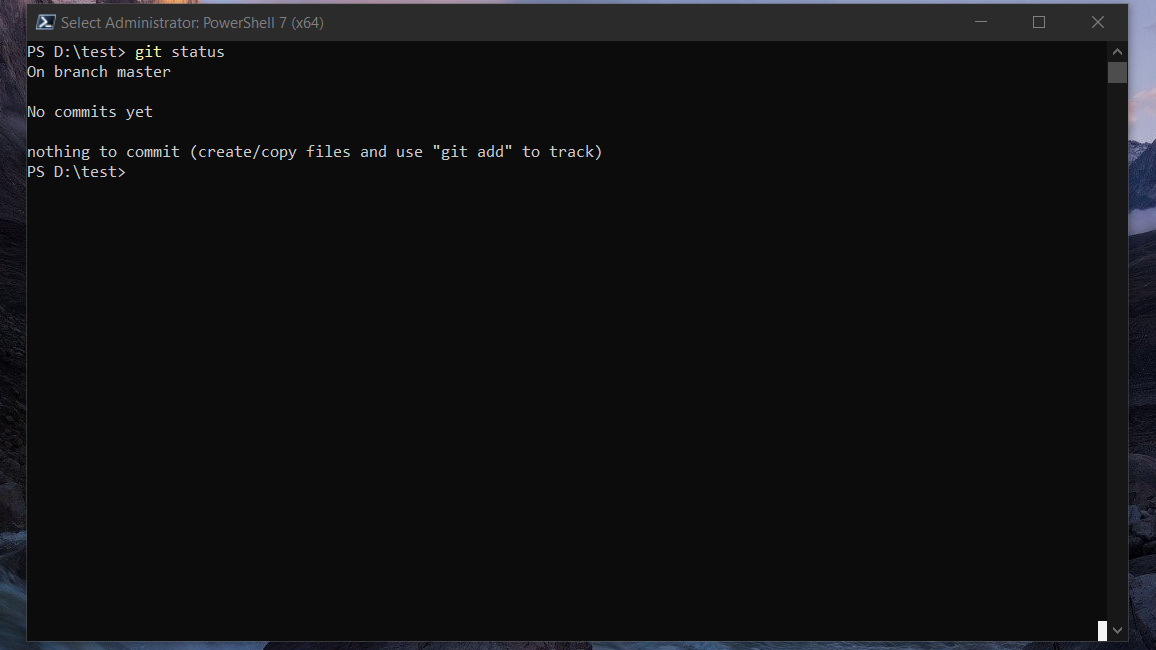 Select Administrator: PowerShell 7 (x64)
PS D:\test> git status
On branch master
No commits yet
nothing to commit (create/copy files and use "git add" to track)
PS D:\test>